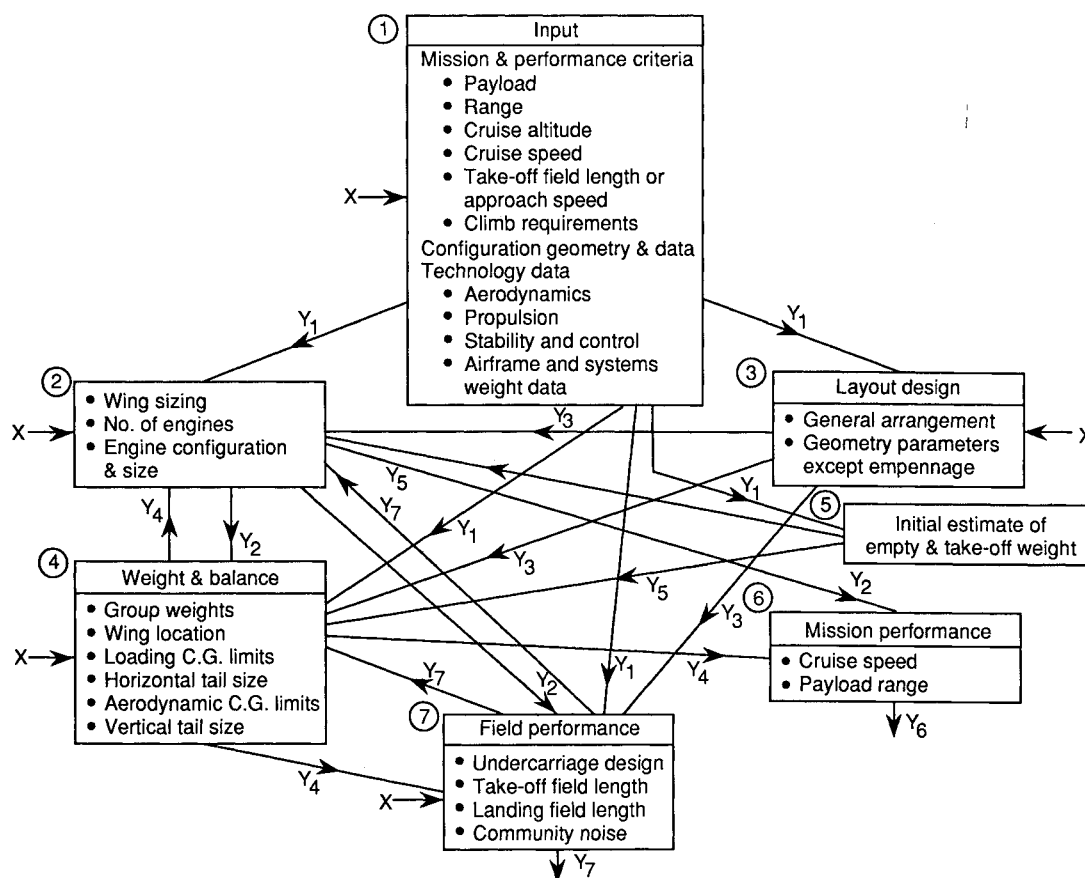 ① Input
Mission & performance criteria
• Payload
• Range
• Cruise altitude
• Cruise speed
• Take-off field length or
approach speed
• Climb requirements
Configuration geometry & data
Technology data
• Aerodynamics
• Propulsion
• Stability and control
• Airframe and systems
weight data
X
Y₁
Y₁
②
• Wing sizing
• No. of engines
• Engine configuration
& size
X
③ Layout design
• General arrangement
• Geometry parameters
except empennage
X
Y₃
Y₅
Y₇
Y₁
Y₁
Y₄
Y₂
Y₃
⑤
Initial estimate of
empty & take-off weight
④ Weight & balance
• Group weights
• Wing location
• Loading C.G. limits
• Horizontal tail size
• Aerodynamic C.G. limits
• Vertical tail size
X
Y₅
Y₂
Y₃
Y₁
Y₄
Y₇
Y₂
Y₄
⑥ Mission performance
• Cruise speed
• Payload range
Y₆
⑦ Field performance
• Undercarriage design
• Take-off field length
• Landing field length
• Community noise
X
Y₇